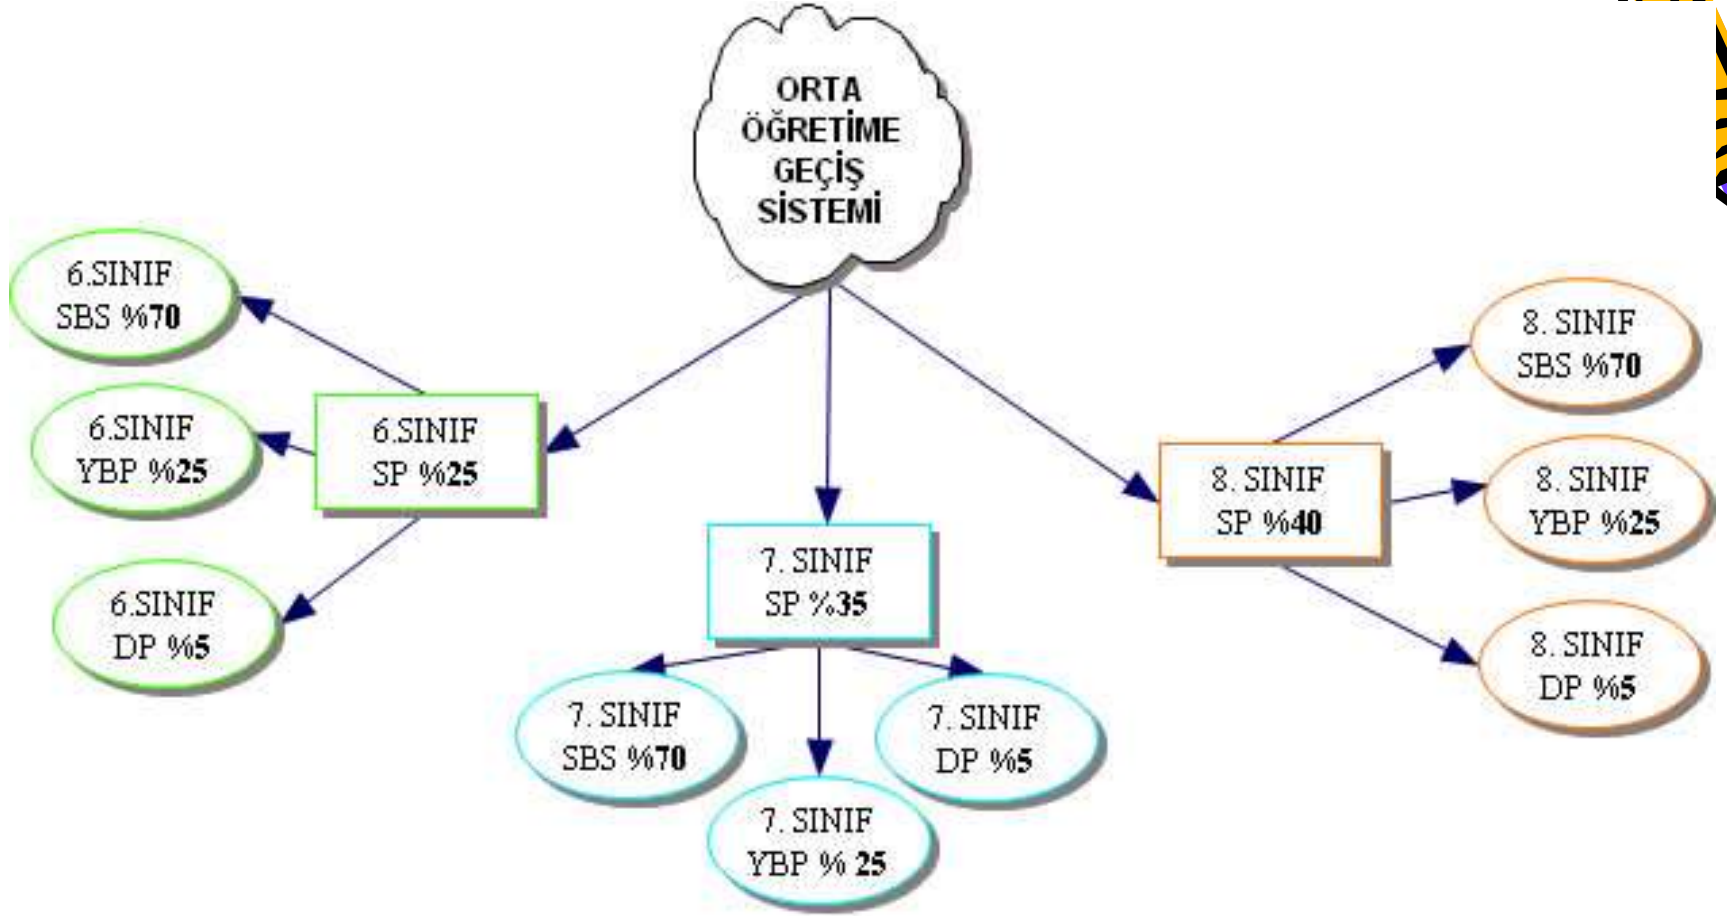 ORTA
ÖĞRETİME
GEÇİŞ
SİSTEMİ
6.SINIF
SBS %70
6.SINIF
YBP %25
6.SINIF
SP %25
6.SINIF
DP %5
7. SINIF
SP %35
7. SINIF
SBS %70
7. SINIF
YBP % 25
7. SINIF
DP %5
8. SINIF
SP %40
8. SINIF
SBS %70
8. SINIF
YBP %25
8. SINIF
DP %5